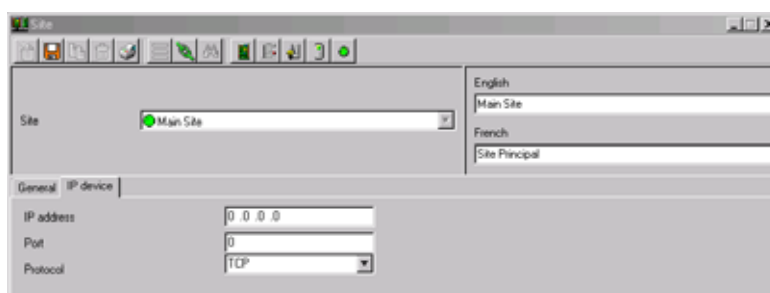 Site
English
Main Site
Site
Main Site
French
Site Principal
General
IP device
IP address
0 .0 .0 .0
Port
0
Protocol
TCP